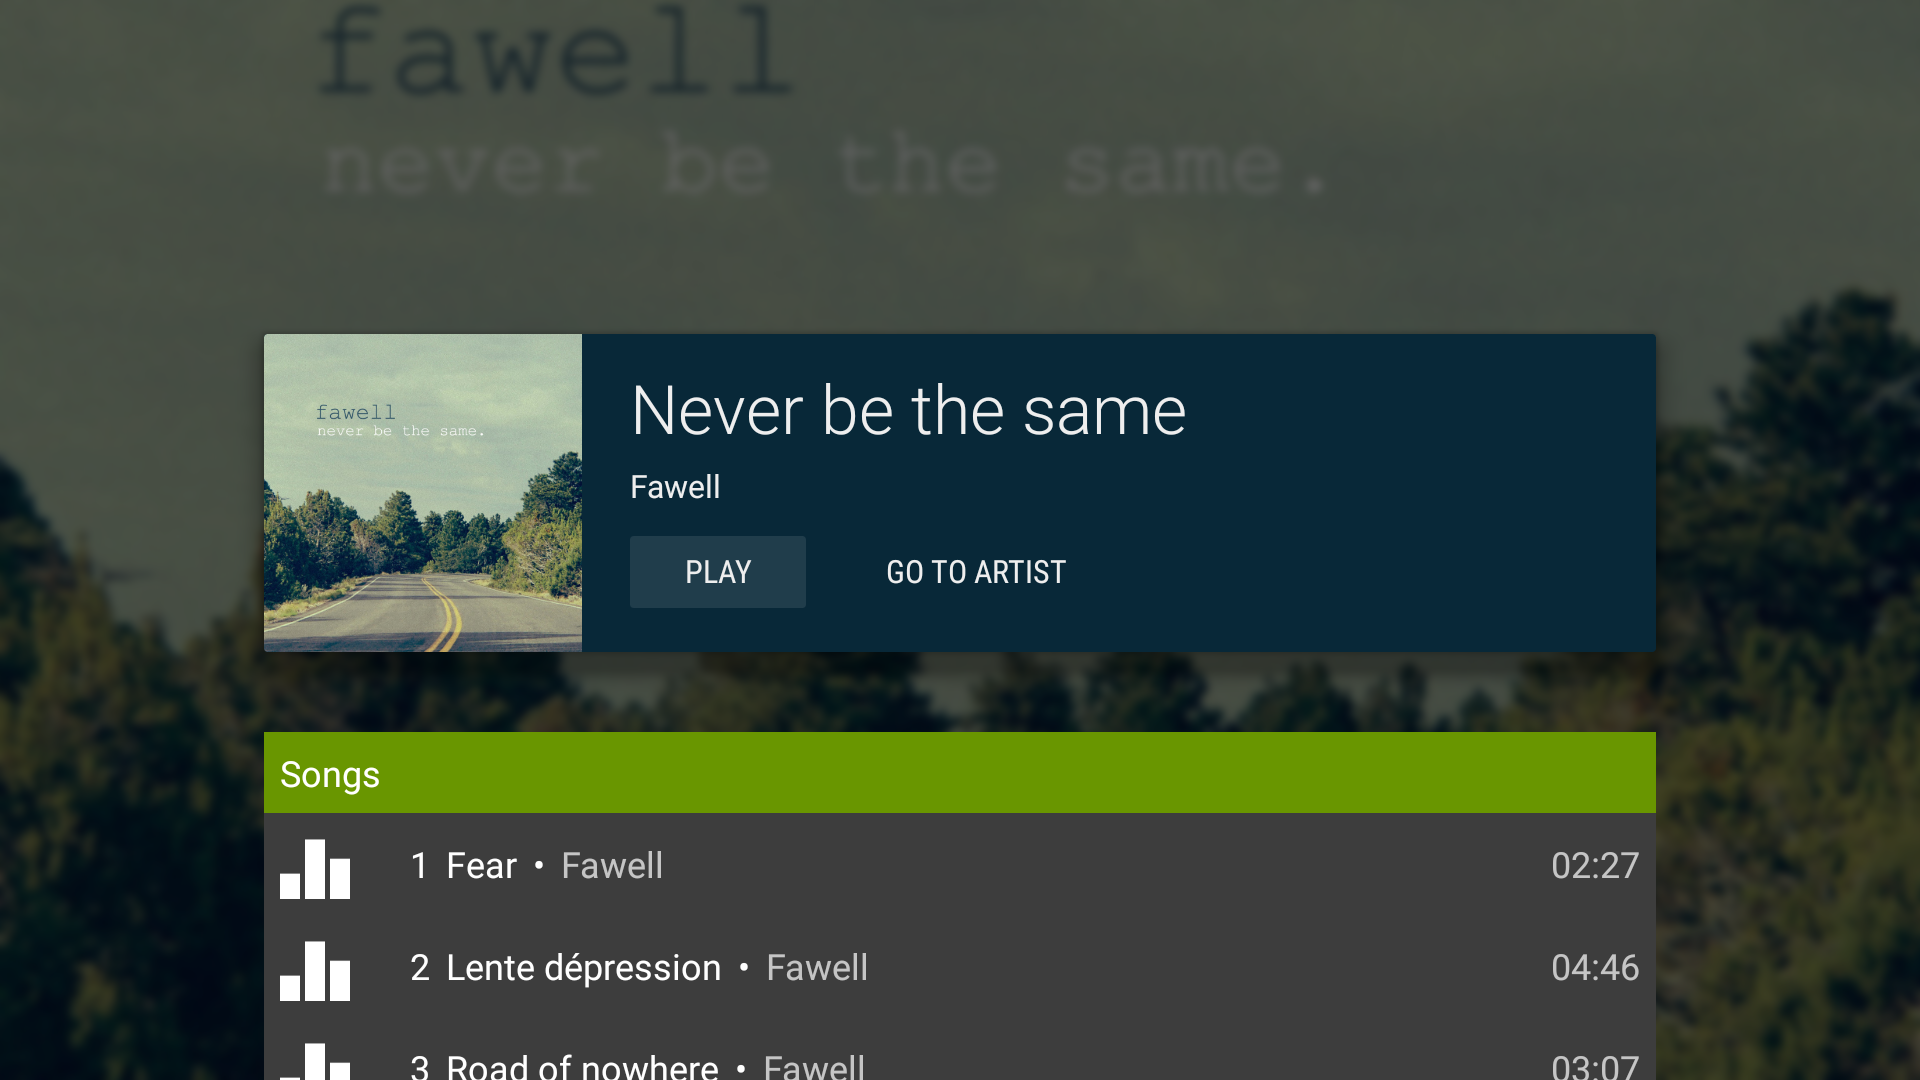 fawell
never be the same.
fawell
never be the same.
Never be the same
Fawell
PLAY GO TO ARTIST
Songs
1 Fear • Fawell 02:27
2 Lente dépression • Fawell 04:46
3 Road of nowhere • Fawell 03:07